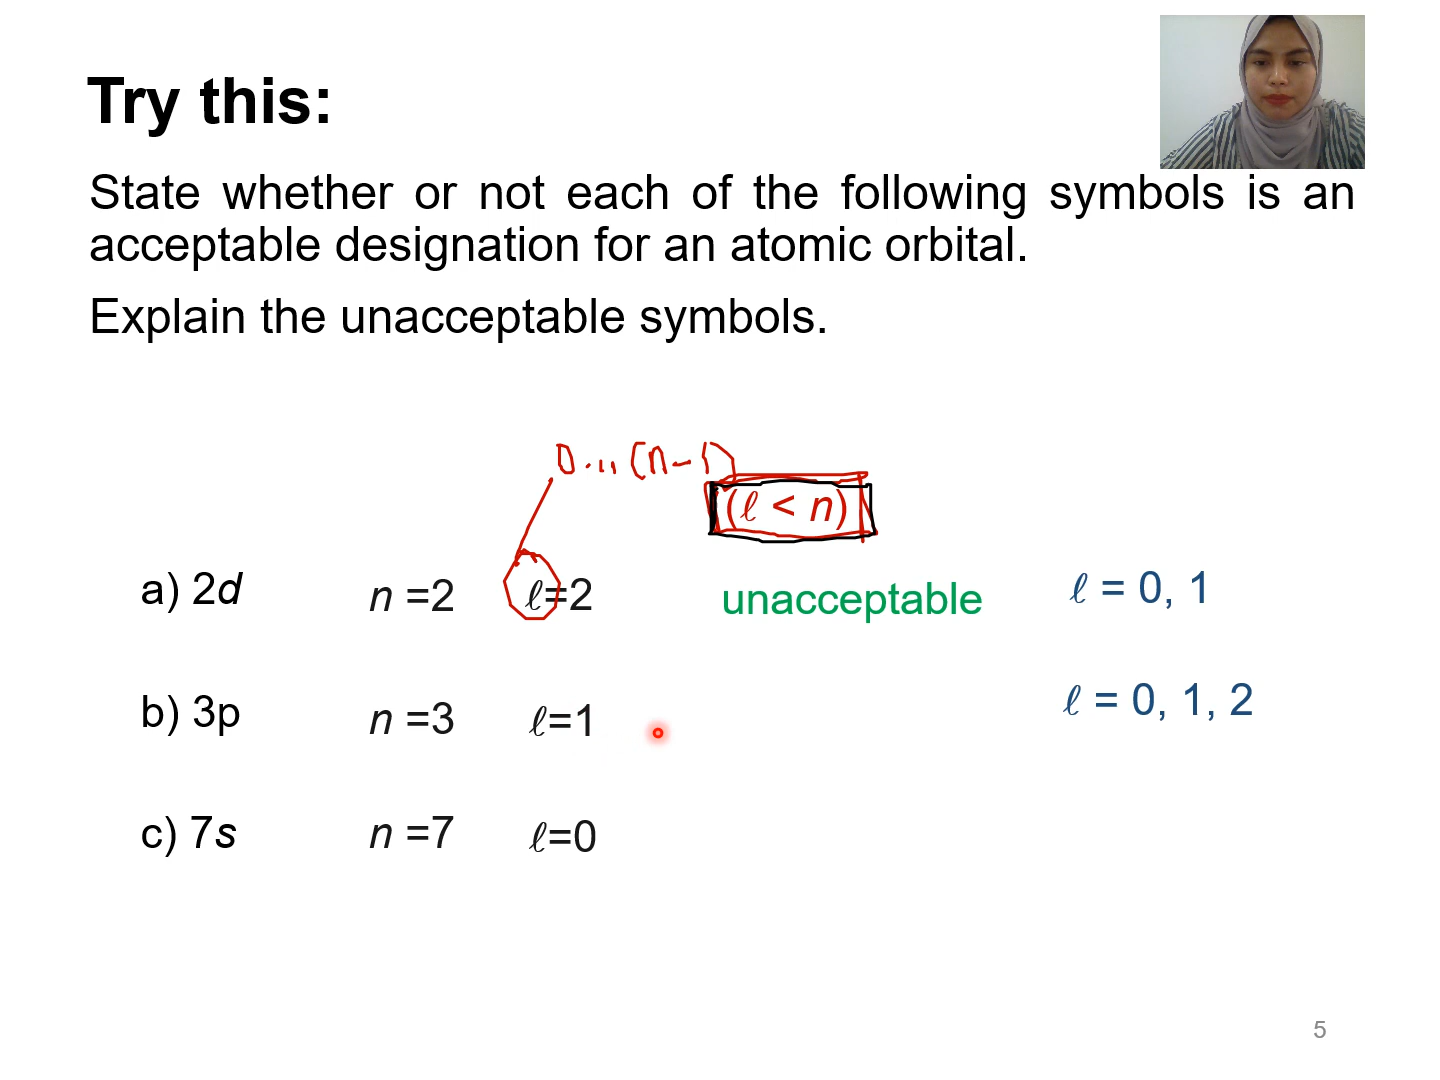 Try this:
State whether or not each of the following symbols is an
acceptable designation for an atomic orbital.
Explain the unacceptable symbols.
0...(n-1)
(ℓ < n)
a) 2d n =2 ℓ=2 unacceptable ℓ = 0, 1
b) 3p n =3 ℓ=1 ℓ = 0, 1, 2
c) 7s n =7 ℓ=0
5